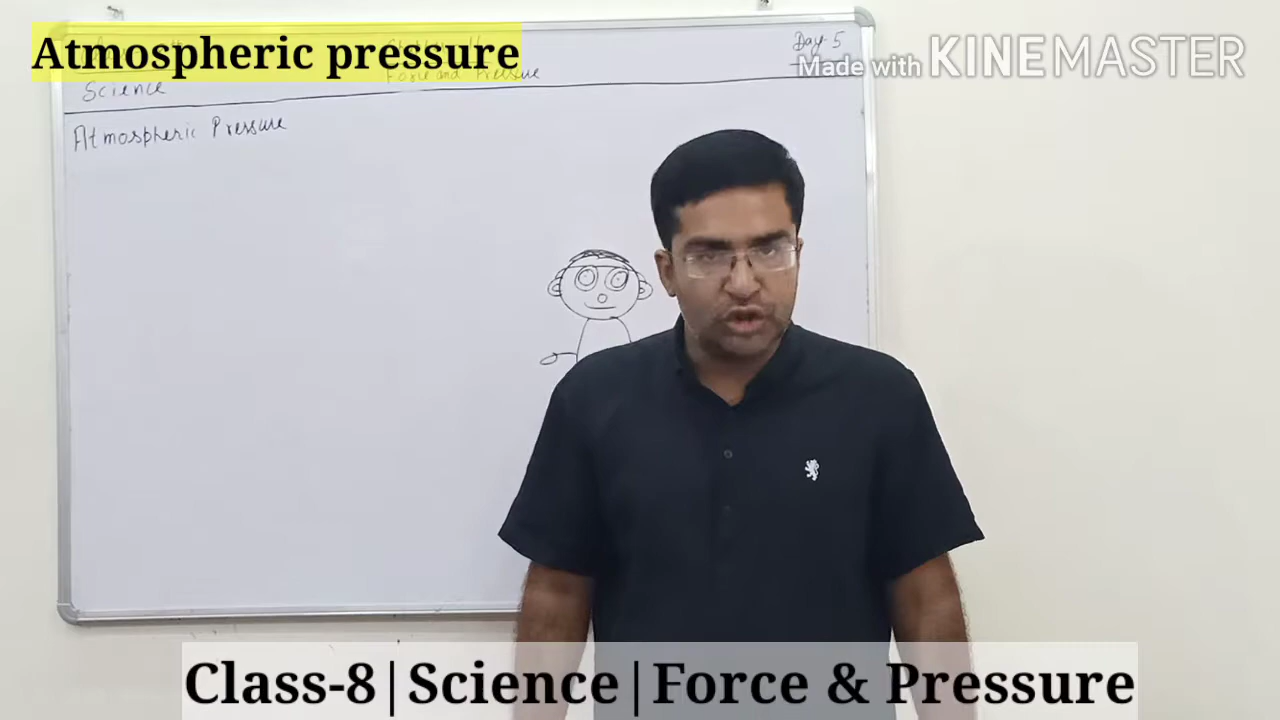 Atmospheric pressure
Day-5
Made with KINEMASTER
Force and Pressure
Science
Atmospheric Pressure
Class-8|Science|Force & Pressure